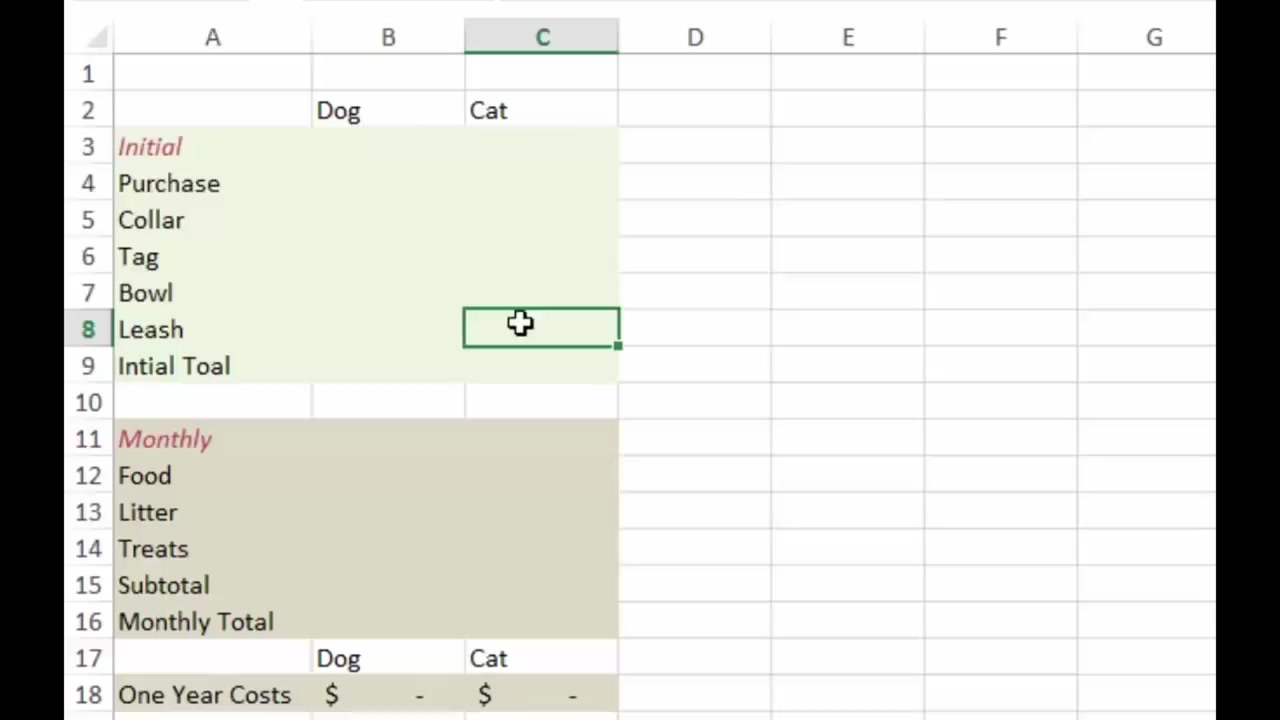 A B C D E F G
1
2 Dog Cat
3 Initial
4 Purchase
5 Collar
6 Tag
7 Bowl
8 Leash
9 Intial Toal
10
11 Monthly
12 Food
13 Litter
14 Treats
15 Subtotal
16 Monthly Total
17 Dog Cat
18 One Year Costs $ - $ -